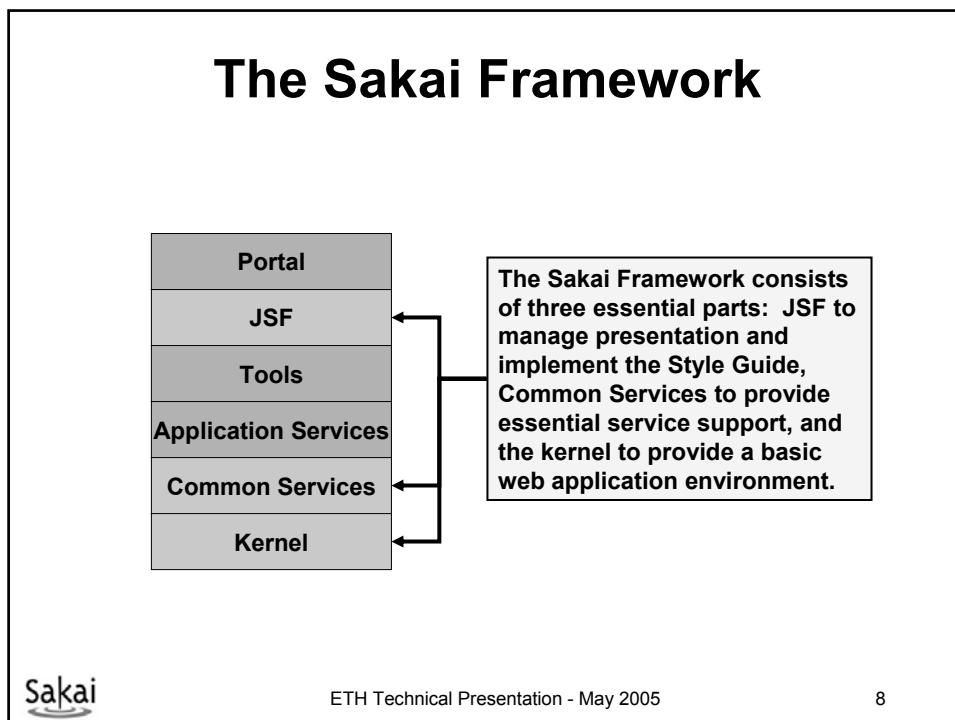 The Sakai Framework
Portal
JSF
Tools
Application Services
Common Services
Kernel
The Sakai Framework consists
of three essential parts: JSF to
manage presentation and
implement the Style Guide,
Common Services to provide
essential service support, and
the kernel to provide a basic
web application environment.
Sakai
ETH Technical Presentation - May 2005
8